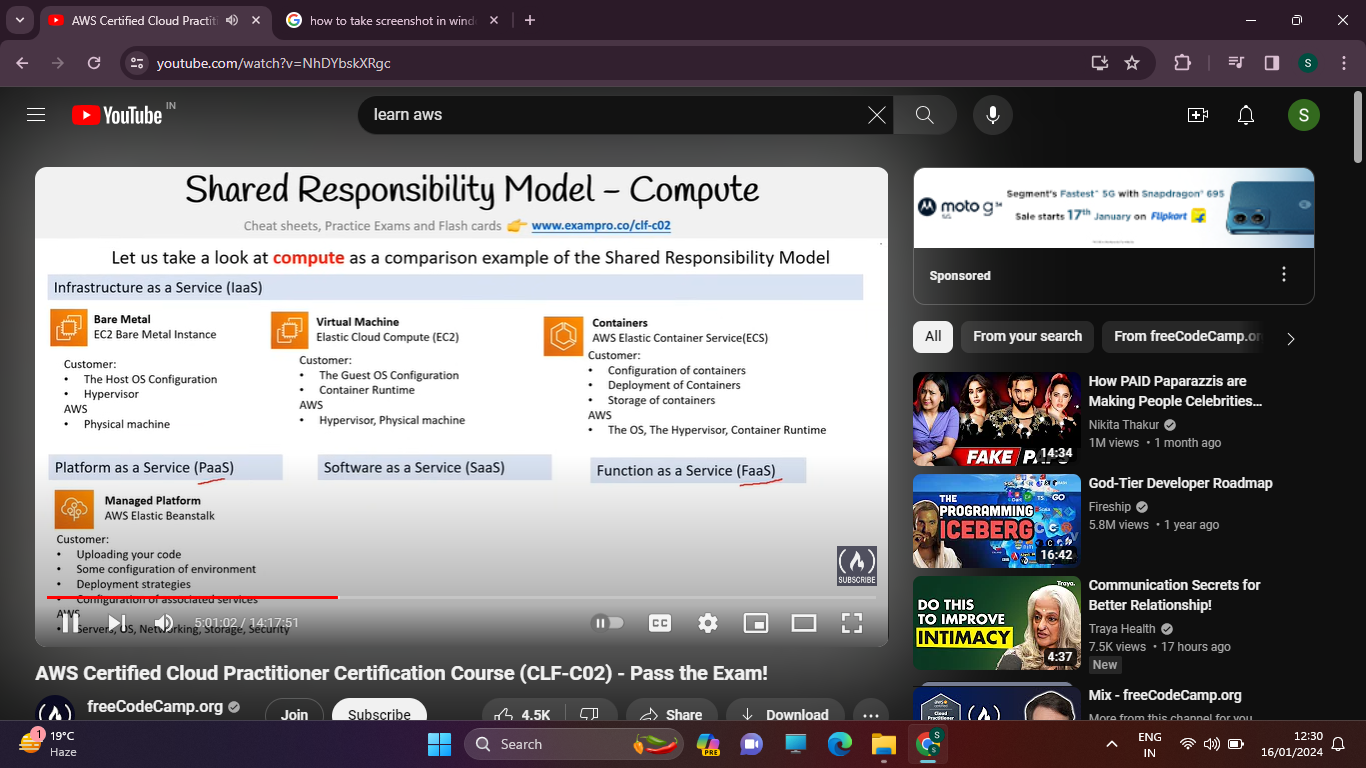 AWS Certified Cloud Practiti
how to take screenshot in wind
youtube.com/watch?v=NhDYbskXRgc
S
YouTube IN
learn aws
S
Shared Responsibility Model - Compute
Cheat sheets, Practice Exams and Flash cards 👉 www.exampro.co/clf-c02
Let us take a look at compute as a comparison example of the Shared Responsibility Model
Infrastructure as a Service (IaaS)
Bare Metal
EC2 Bare Metal Instance
Customer:
• The Host OS Configuration
• Hypervisor
AWS
• Physical machine
Virtual Machine
Elastic Cloud Compute (EC2)
Customer:
• The Guest OS Configuration
• Container Runtime
AWS
• Hypervisor, Physical machine
Containers
AWS Elastic Container Service(ECS)
Customer:
• Configuration of containers
• Deployment of Containers
• Storage of containers
AWS
• The OS, The Hypervisor, Container Runtime
Platform as a Service (PaaS)
Software as a Service (SaaS)
Function as a Service (FaaS)
Managed Platform
AWS Elastic Beanstalk
Customer:
• Uploading your code
• Some configuration of environment
• Deployment strategies
• Configuration of associated services
AWS
• Servers, OS, Networking, Storage, Security
SUBSCRIBE
5:01:02 / 14:17:51
CC
AWS Certified Cloud Practitioner Certification Course (CLF-C02) - Pass the Exam!
freeCodeCamp.org
Join
Subscribe
4.5K
Share
Download
moto g34 5G
Segment's Fastest* 5G with Snapdragon® 695
Sale starts 17th January on Flipkart
Sponsored
All
From your search
From freeCodeCamp.or
FAKE PAPS
14:34
How PAID Paparazzis are
Making People Celebrities...
Nikita Thakur
1M views • 1 month ago
THE
PROGRAMMING
ICEBERG
16:42
God-Tier Developer Roadmap
Fireship
5.8M views • 1 year ago
Traya.
DO THIS
TO IMPROVE
INTIMACY
4:37
Communication Secrets for
Better Relationship!
Traya Health
7.5K views • 17 hours ago
New
Mix - freeCodeCamp.org
More from this channel for you
1
19°C
Haze
Search
PRE
S
ENG
IN
12:30
16/01/2024